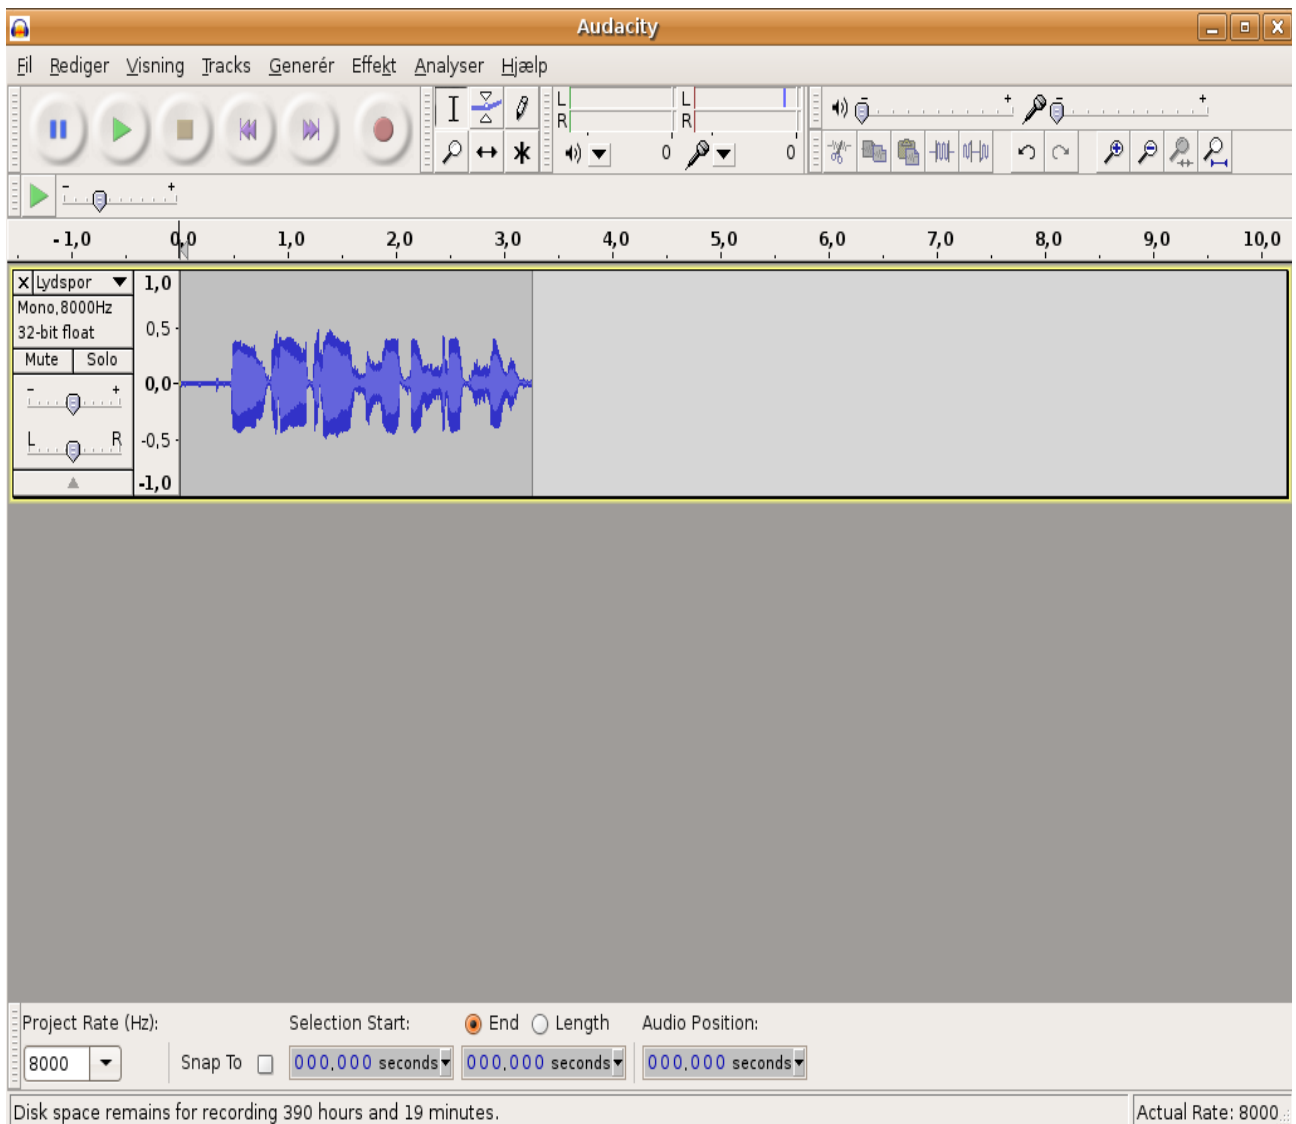 Audacity
Fil Rediger Visning Tracks Generér Effekt Analyser Hjælp
L
R
L
R
- + - +
0 0
- +
- 1,0 0,0 1,0 2,0 3,0 4,0 5,0 6,0 7,0 8,0 9,0 10,0
X Lydspor
Mono,8000Hz
32-bit float
Mute Solo
- +
L R
1,0
0,5
0,0
-0,5
-1,0
Project Rate (Hz): Selection Start: End Length Audio Position:
8000 Snap To 000,000 seconds 000,000 seconds 000,000 seconds
Disk space remains for recording 390 hours and 19 minutes. Actual Rate: 8000